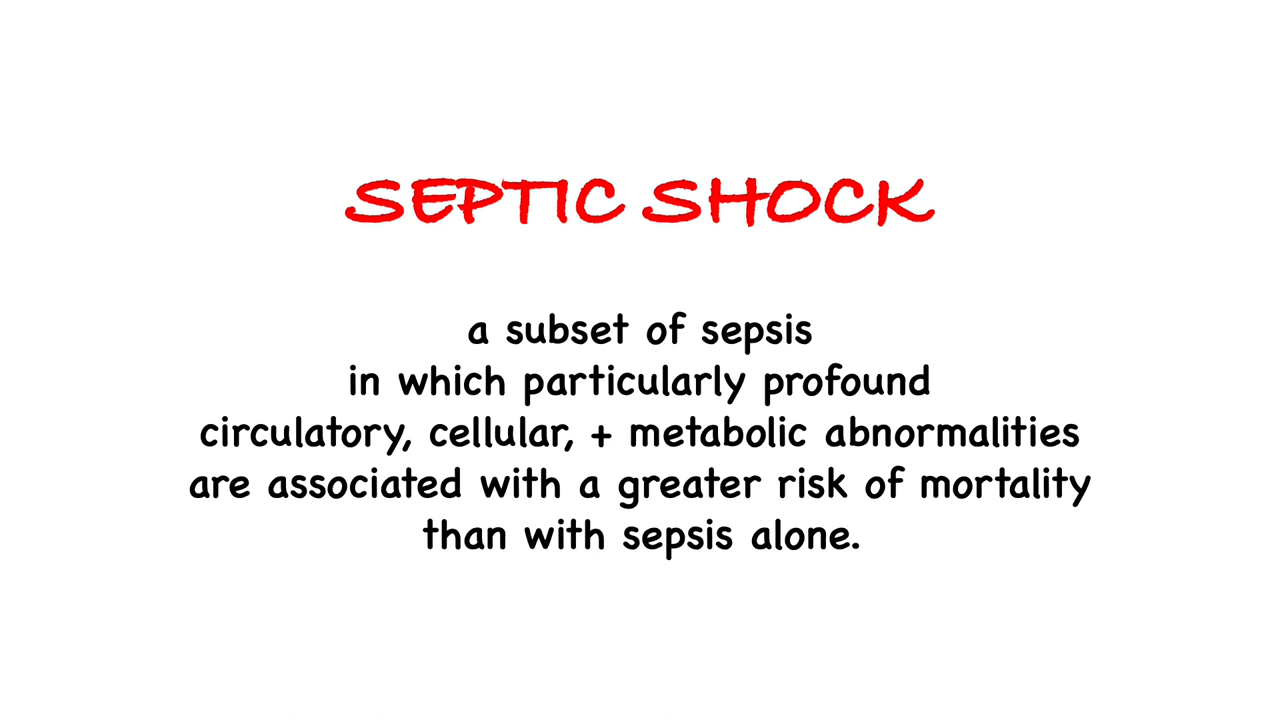 SEPTIC SHOCK
a subset of sepsis
in which particularly profound
circulatory, cellular, + metabolic abnormalities
are associated with a greater risk of mortality
than with sepsis alone.